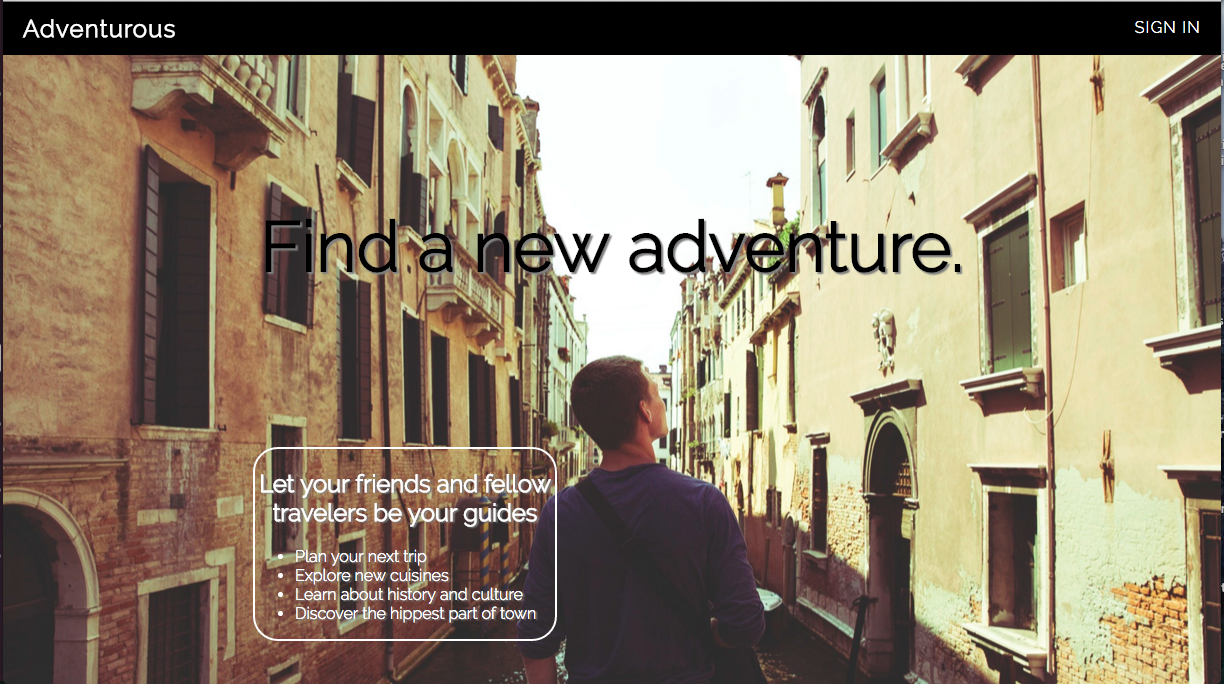 Adventurous
SIGN IN
Find a new adventure.
Let your friends and fellow
travelers be your guides
• Plan your next trip
• Explore new cuisines
• Learn about history and culture
• Discover the hippest part of town